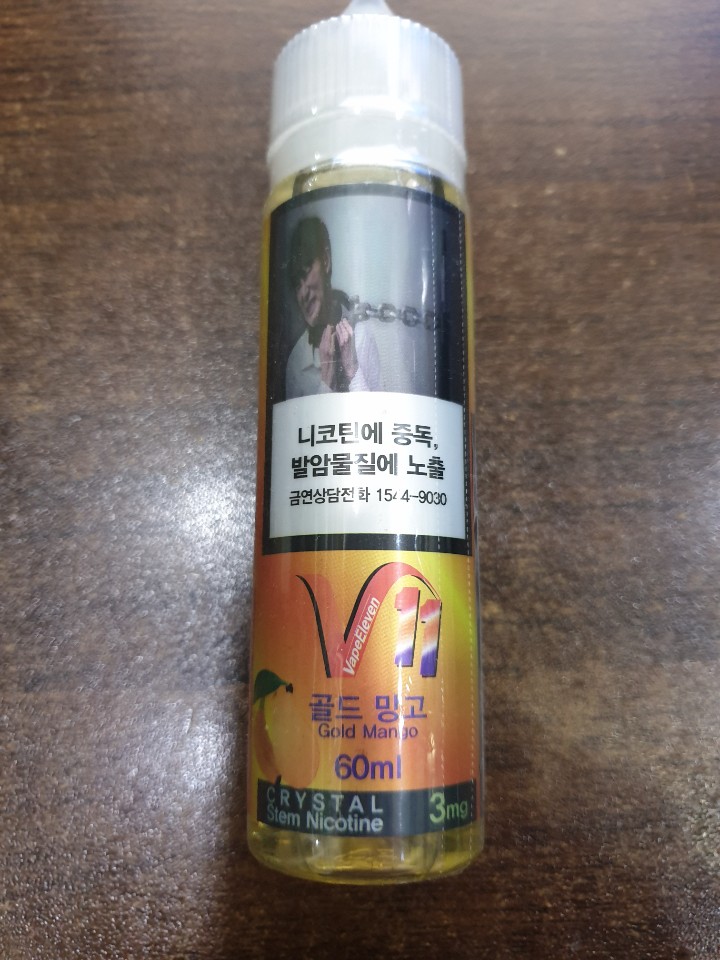 니코틴에 중독,
발암물질에 노출
금연상담전화 1544-9030
V11
VapeEleven
골드 망고
Gold Mango
60ml
CRYSTAL
Stem Nicotine
3mg